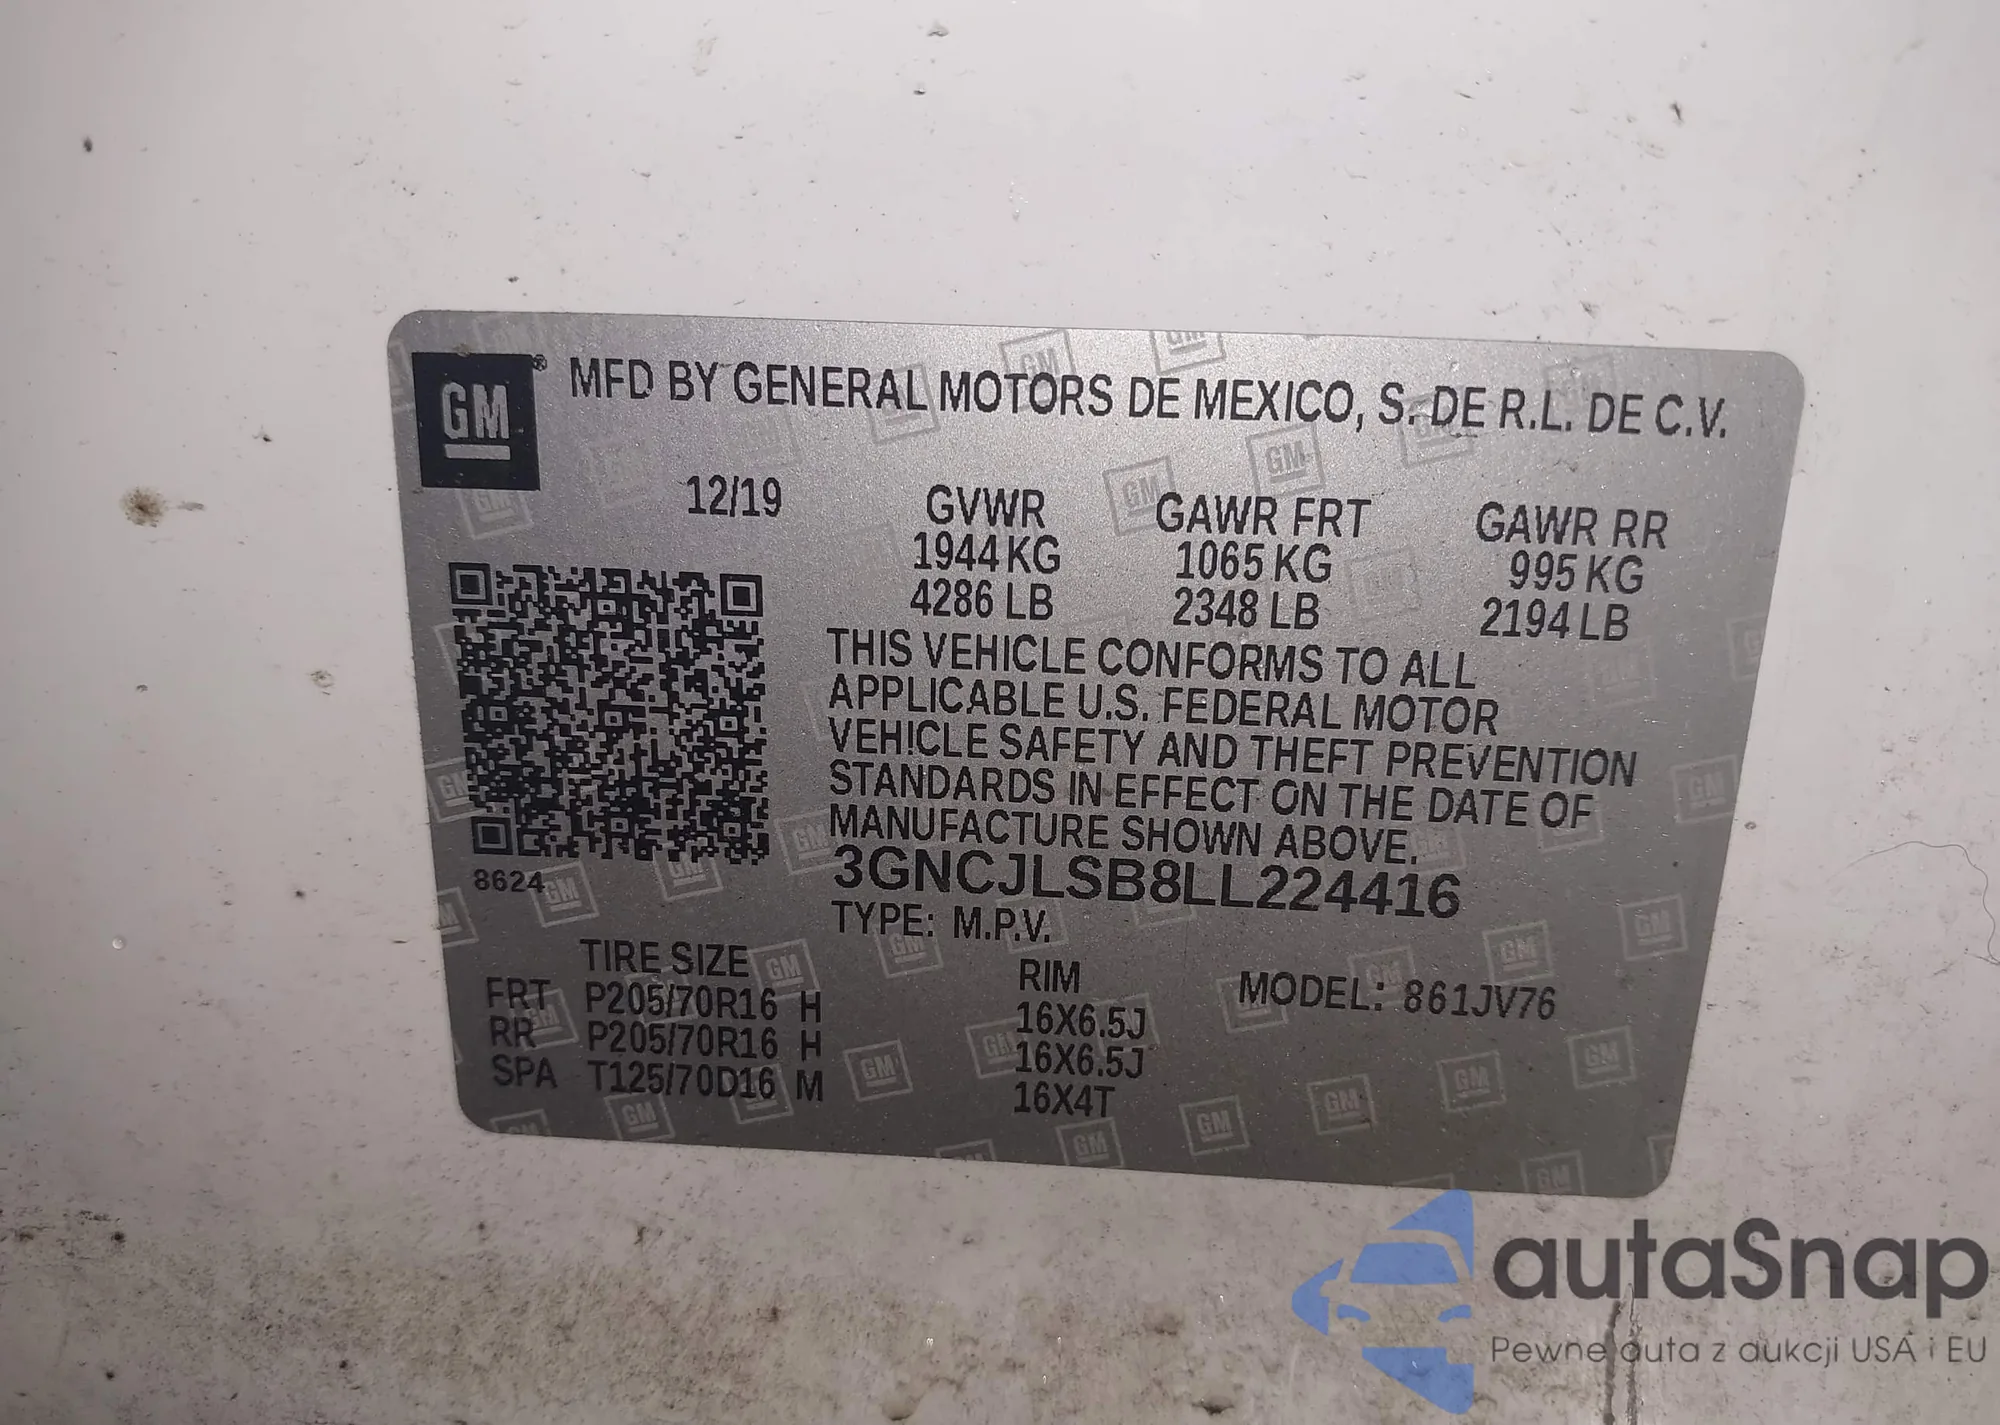 GM® MFD BY GENERAL MOTORS DE MEXICO, S. DE R.L. DE C.V.
12/19 GVWR GAWR FRT GAWR RR
1944 KG 1065 KG 995 KG
4286 LB 2348 LB 2194 LB
THIS VEHICLE CONFORMS TO ALL
APPLICABLE U.S. FEDERAL MOTOR
VEHICLE SAFETY AND THEFT PREVENTION
STANDARDS IN EFFECT ON THE DATE OF
MANUFACTURE SHOWN ABOVE.
8624 3GNCJLSB8LL224416
TYPE: M.P.V.
TIRE SIZE RIM MODEL: 861JV76
FRT P205/70R16 H 16X6.5J
RR P205/70R16 H 16X6.5J
SPA T125/70D16 M 16X4T
autaSnap
Pewne auta z aukcji USA i EU